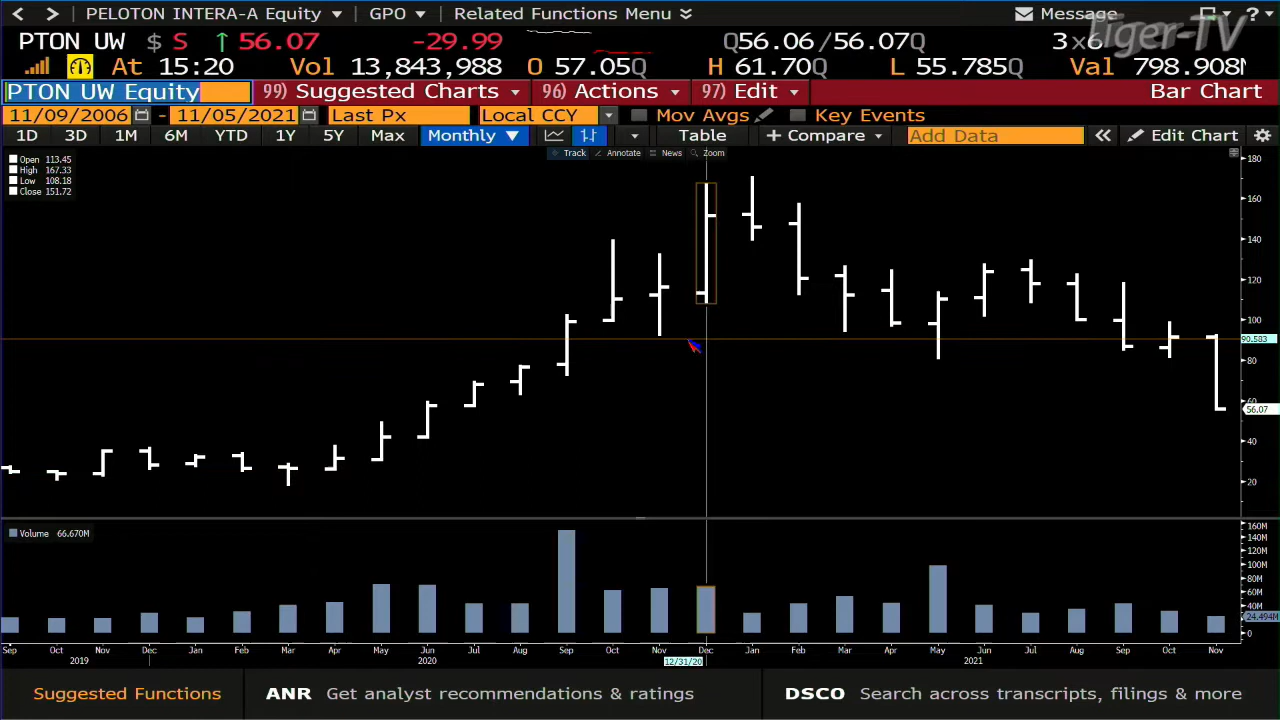 PELOTON INTERA-A Equity GPO Related Functions Menu Message ?
PTON UW $ S ↑ 56.07 -29.99 Q56.06/56.07Q 3x6 Tiger-TV
At 15:20 Vol 13,843,988 O 57.05Q H 61.70Q L 55.785Q Val 798.908M
PTON UW Equity 99) Suggested Charts 96) Actions 97) Edit Bar Chart
11/09/2006 - 11/05/2021 Last Px Local CCY Mov Avgs Key Events
1D 3D 1M 6M YTD 1Y 5Y Max Monthly ▼ Table + Compare Add Data « Edit Chart
Track Annotate News Zoom
Open 113.45
High 167.33
Low 108.18
Close 151.72
180
160
140
120
100
90.583
80
60
56.07
40
20
Volume 66.670M
160M
140M
120M
100M
80M
60M
40M
24.494M
0
Sep Oct Nov Dec Jan Feb Mar Apr May Jun Jul Aug Sep Oct Nov Dec Jan Feb Mar Apr May Jun Jul Aug Sep Oct Nov
2019 2020 12/31/20 2021
Suggested Functions ANR Get analyst recommendations & ratings DSCO Search across transcripts, filings & more